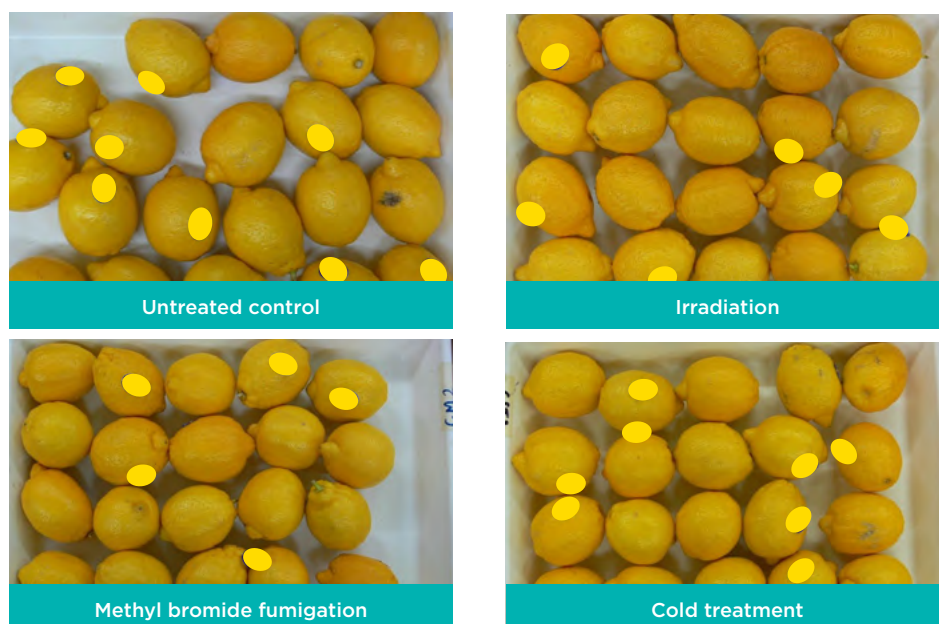 Untreated control
Irradiation
Methyl bromide fumigation
Cold treatment